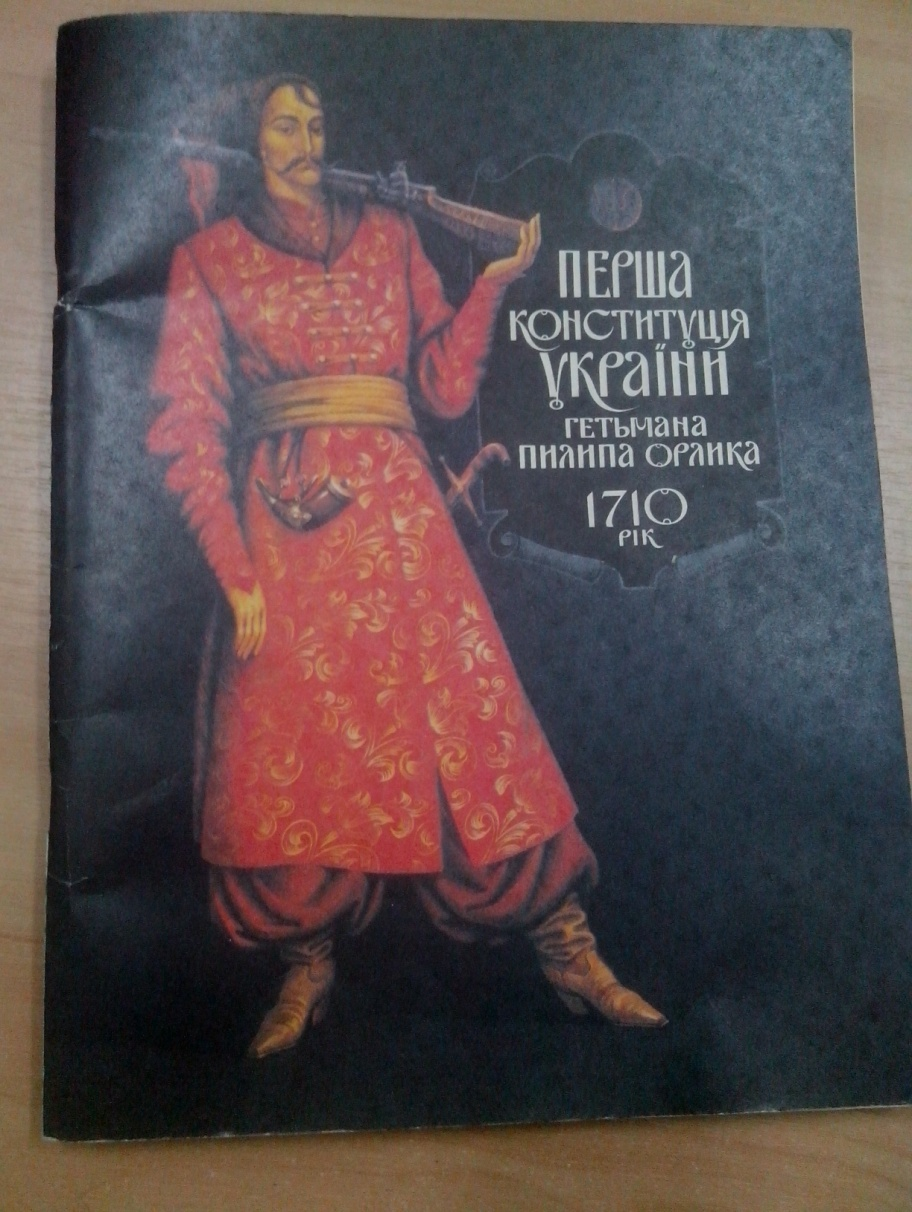 ПЕРША
КОНСТИТУЦІЯ
УКРАЇНИ
ГЕТЬМАНА
ПИЛИПА ОРЛИКА
1710
РІК